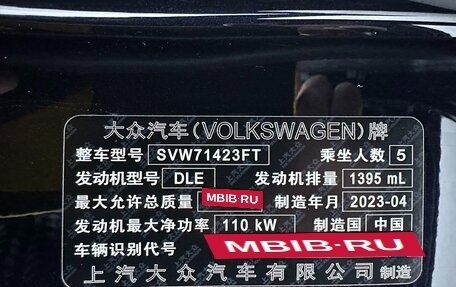 大众汽车(VOLKSWAGEN)牌
整车型号 SVW71423FT 乘坐人数 5
发动机型号 DLE 发动机排量 1395 mL
最大允许总质量 MBIB.RU 制造年月 2023-04
发动机最大净功率 110 kW 制造国 中国
车辆识别代号 MBIB.RU
上汽大众汽车有限公司 制造